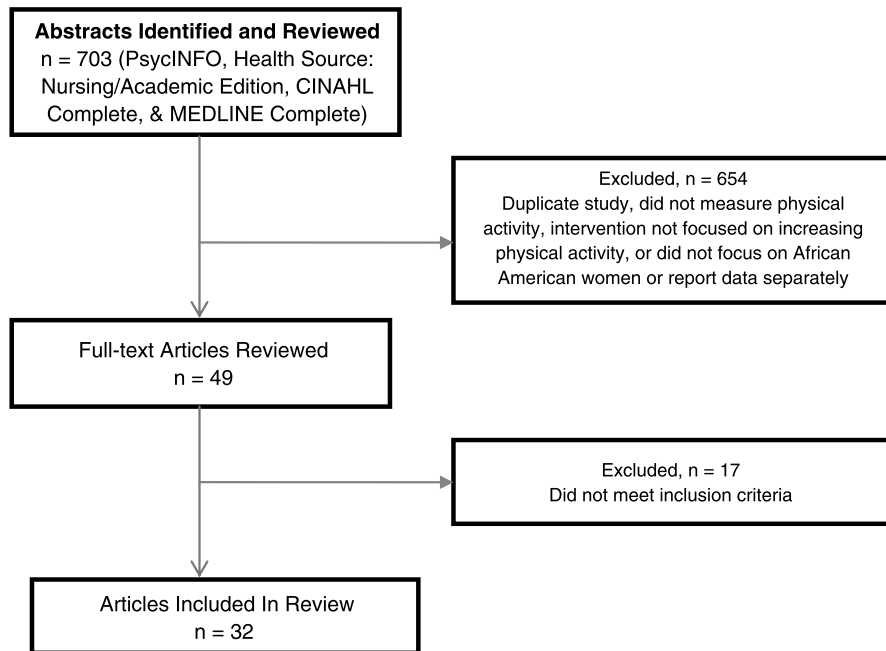 Abstracts Identified and Reviewed
n = 703 (PsycINFO, Health Source:
Nursing/Academic Edition, CINAHL
Complete, & MEDLINE Complete)
Excluded, n = 654
Duplicate study, did not measure physical
activity, intervention not focused on increasing
physical activity, or did not focus on African
American women or report data separately
Full-text Articles Reviewed
n = 49
Excluded, n = 17
Did not meet inclusion criteria
Articles Included In Review
n = 32